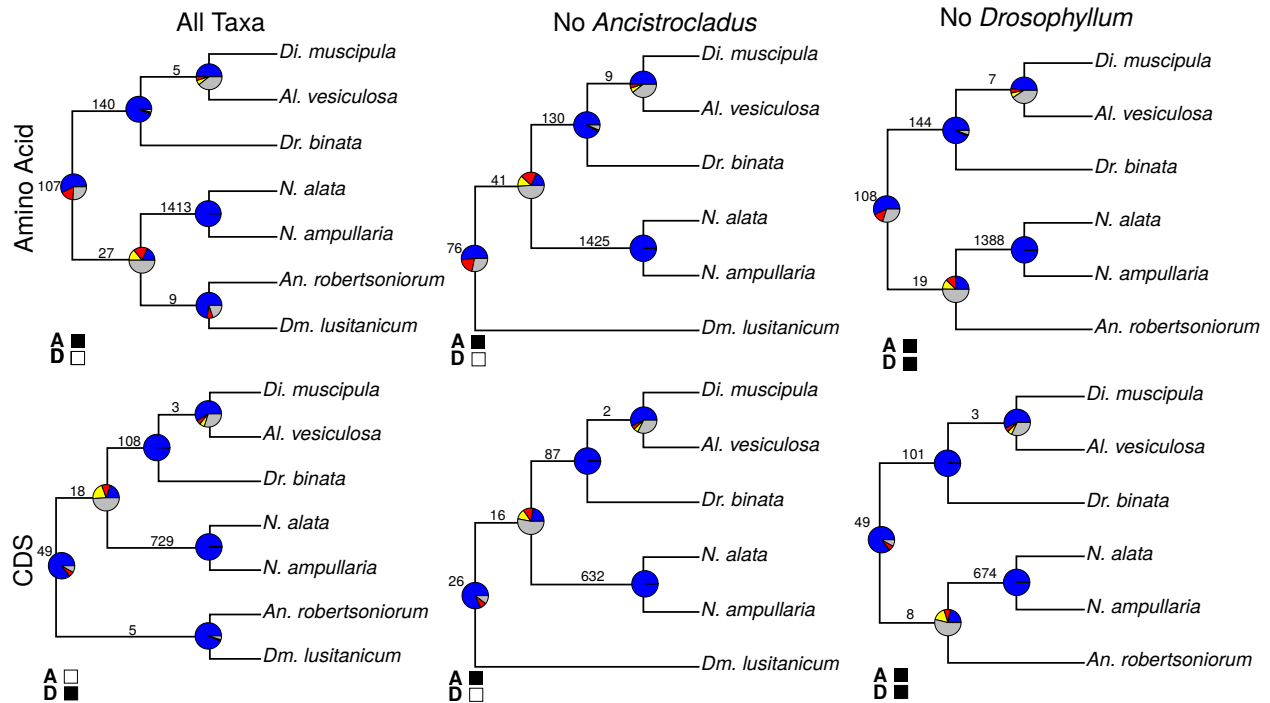 All Taxa
No Ancistrocladus
No Drosophyllum
Amino Acid
Di. muscipula
5
Al. vesiculosa
140
Dr. binata
107
N. alata
1413
N. ampullaria
27
An. robertsoniorum
9
Dm. lusitanicum
A
D
Di. muscipula
9
Al. vesiculosa
130
Dr. binata
41
N. alata
1425
N. ampullaria
76
Dm. lusitanicum
A
D
Di. muscipula
7
Al. vesiculosa
144
Dr. binata
108
N. alata
1388
N. ampullaria
19
An. robertsoniorum
A
D
CDS
Di. muscipula
3
Al. vesiculosa
108
Dr. binata
18
N. alata
729
N. ampullaria
49
An. robertsoniorum
5
Dm. lusitanicum
A
D
Di. muscipula
2
Al. vesiculosa
87
Dr. binata
16
N. alata
632
N. ampullaria
26
Dm. lusitanicum
A
D
Di. muscipula
3
Al. vesiculosa
101
Dr. binata
49
N. alata
674
N. ampullaria
8
An. robertsoniorum
A
D